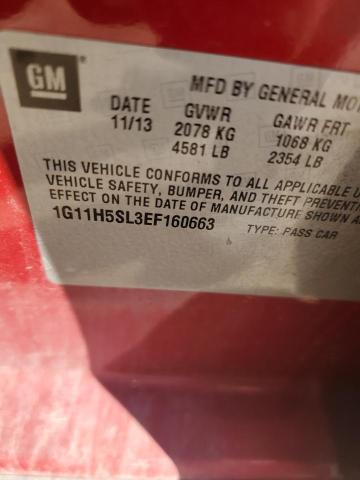 GM
MFD BY GENERAL MO
DATE GVWR GAWR FRT
11/13 2078 KG 1068 KG
4581 LB 2354 LB
THIS VEHICLE CONFORMS TO ALL APPLICABLE
VEHICLE SAFETY, BUMPER, AND THEFT PREVENTI
EFFECT ON THE DATE OF MANUFACTURE SHOWN A
1G11H5SL3EF160663 TYPE: PASS CAR